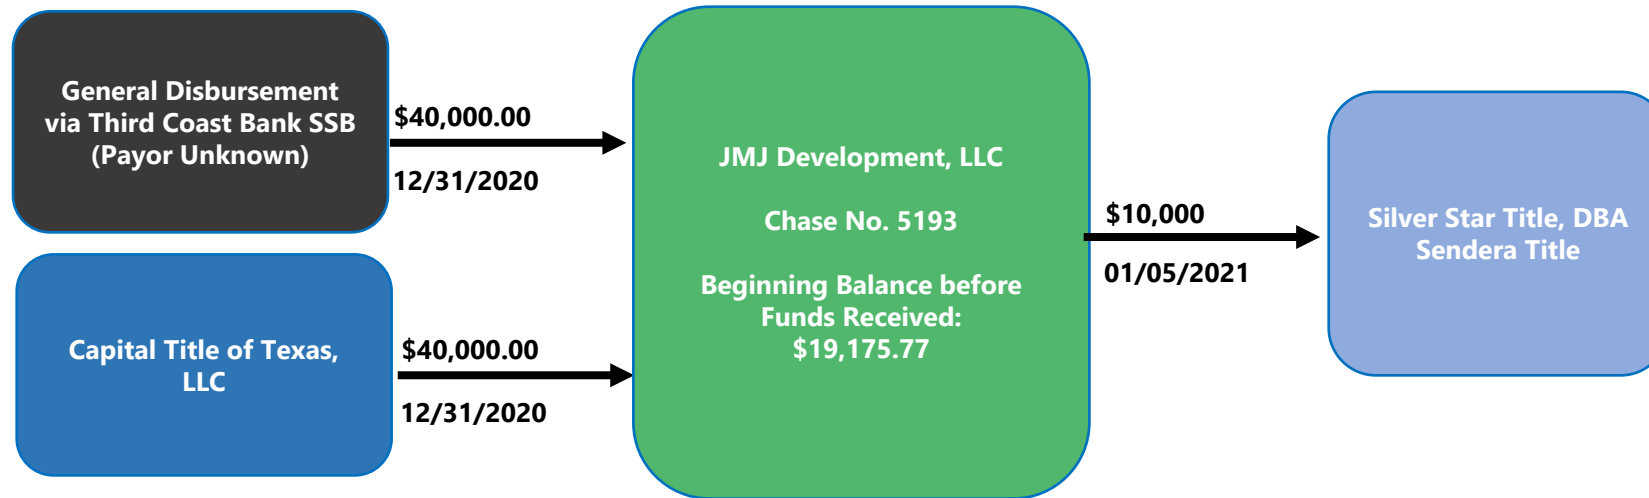 General Disbursement
via Third Coast Bank SSB
(Payor Unknown)
$40,000.00
12/31/2020
Capital Title of Texas,
LLC
$40,000.00
12/31/2020
JMJ Development, LLC
Chase No. 5193
Beginning Balance before
Funds Received:
$19,175.77
$10,000
01/05/2021
Silver Star Title, DBA
Sendera Title